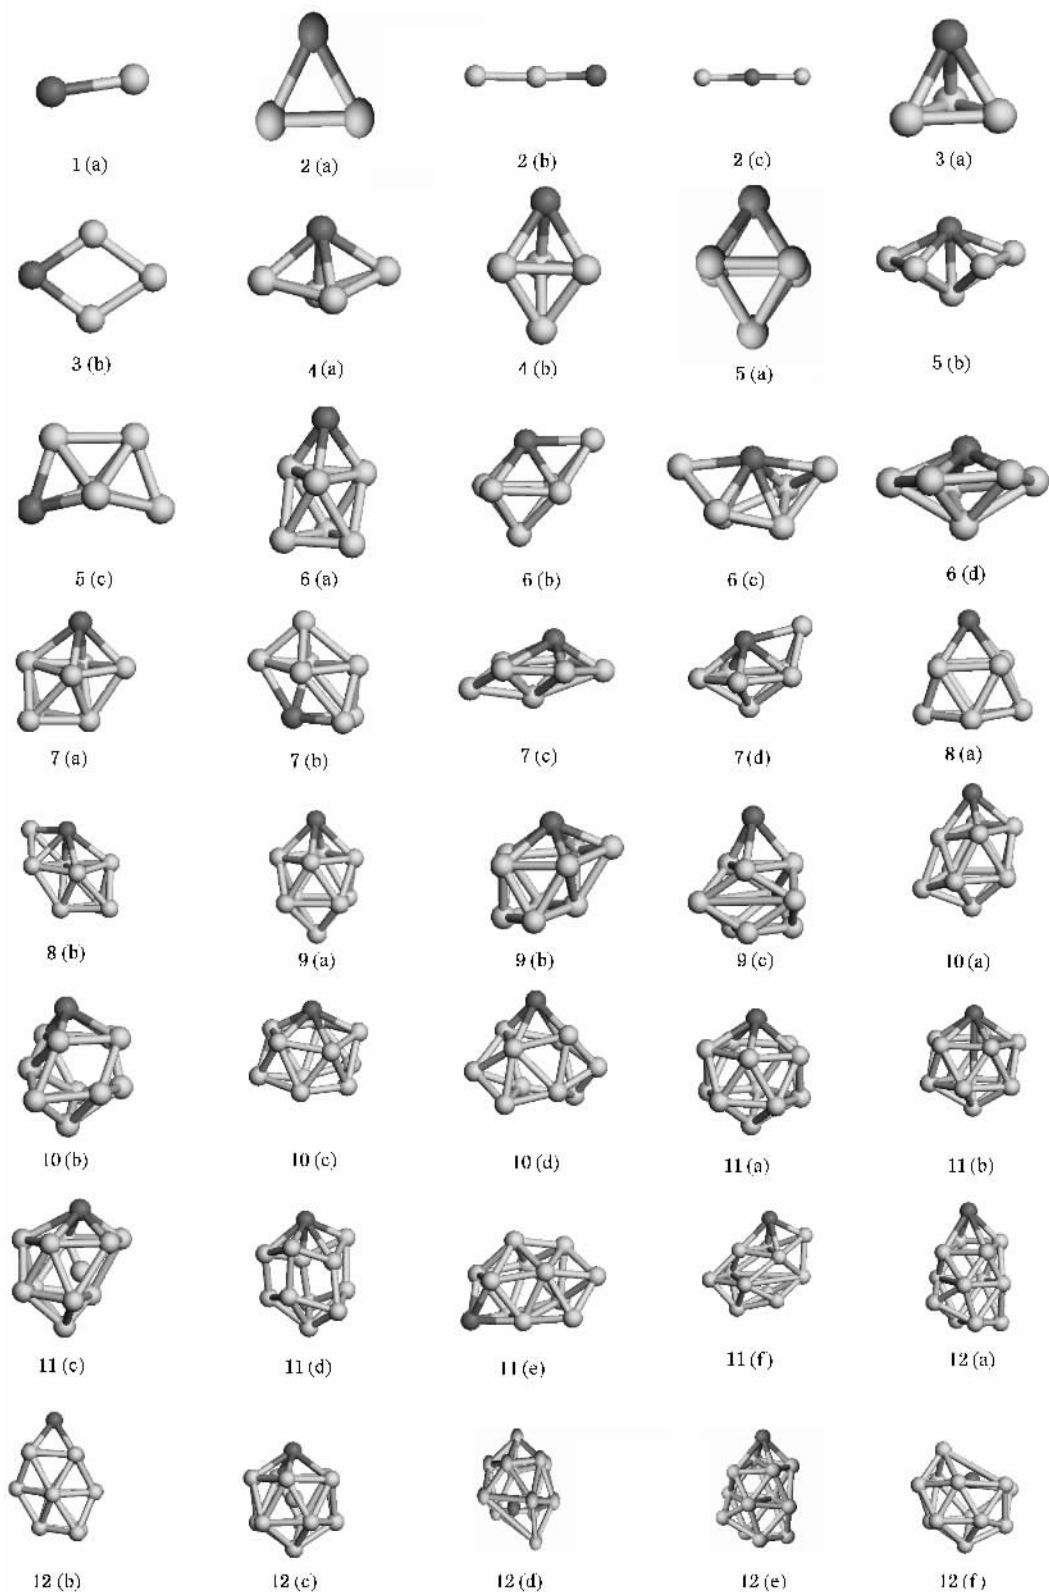 1 (a) 2 (a) 2 (b) 2 (c) 3 (a)
3 (b) 4 (a) 4 (b) 5 (a) 5 (b)
5 (c) 6 (a) 6 (b) 6 (c) 6 (d)
7 (a) 7 (b) 7 (c) 7 (d) 8 (a)
8 (b) 9 (a) 9 (b) 9 (c) 10 (a)
10 (b) 10 (c) 10 (d) 11 (a) 11 (b)
11 (c) 11 (d) 11 (e) 11 (f) 12 (a)
12 (b) 12 (c) 12 (d) 12 (e) 12 (f)